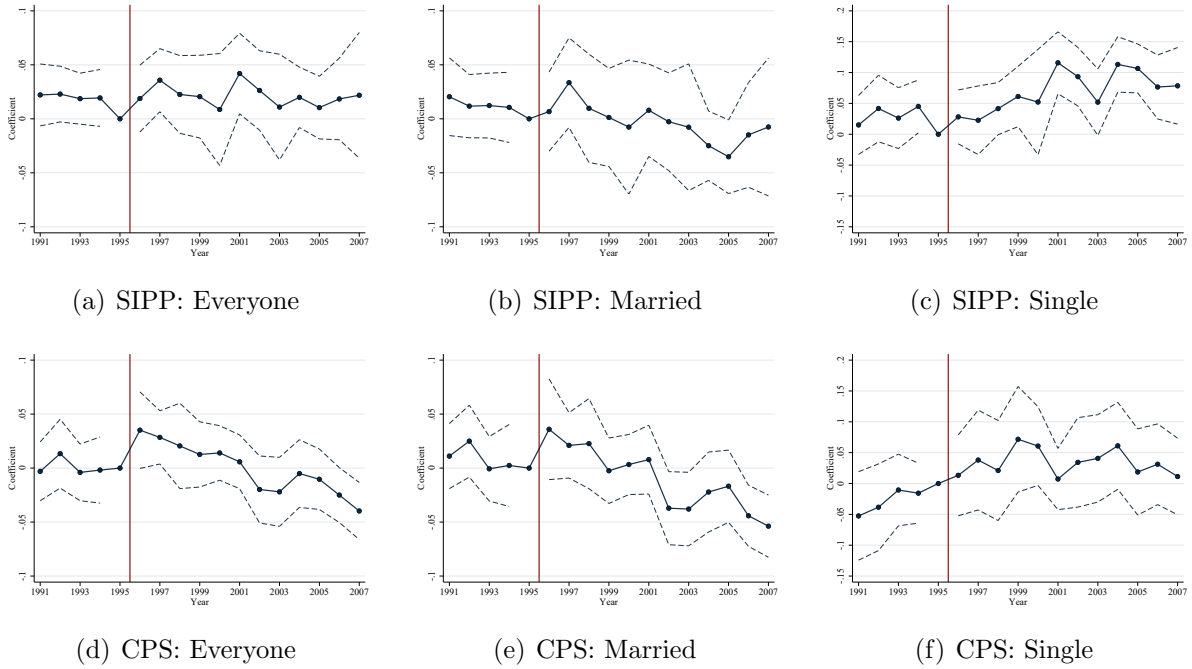 .1
.05
0
-.05
-.1
Coefficient
1991 1993 1995 1997 1999 2001 2003 2005 2007
Year
(a) SIPP: Everyone
.1
.05
0
-.05
-.1
Coefficient
1991 1993 1995 1997 1999 2001 2003 2005 2007
Year
(b) SIPP: Married
.2
.15
.1
.05
0
-.05
-.1
-.15
Coefficient
1991 1993 1995 1997 1999 2001 2003 2005 2007
Year
(c) SIPP: Single
.1
.05
0
-.05
-.1
Coefficient
1991 1993 1995 1997 1999 2001 2003 2005 2007
Year
(d) CPS: Everyone
.1
.05
0
-.05
-.1
Coefficient
1991 1993 1995 1997 1999 2001 2003 2005 2007
Year
(e) CPS: Married
.2
.15
.1
.05
0
-.05
-.1
-.15
Coefficient
1991 1993 1995 1997 1999 2001 2003 2005 2007
Year
(f) CPS: Single